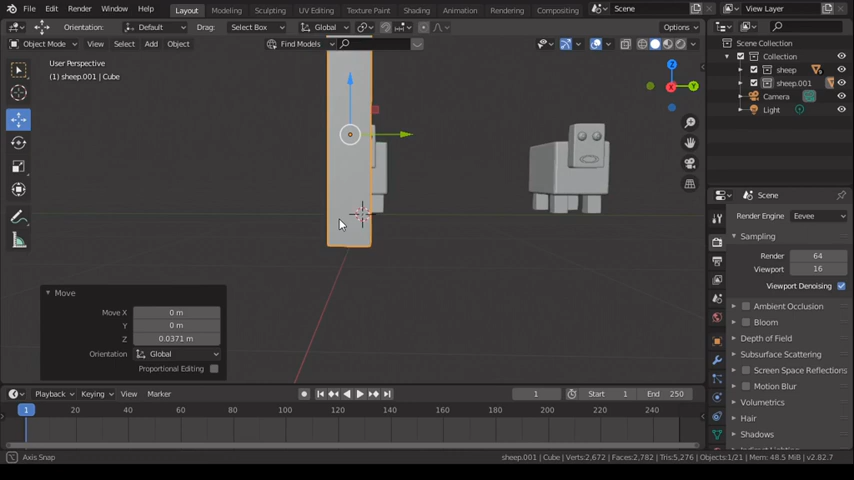 File Edit Render Window Help Layout Modeling Sculpting UV Editing Texture Paint Shading Animation Rendering Compositing Scene View Layer
Orientation: Default Drag: Select Box Global Options
Object Mode View Select Add Object Find Models
User Perspective
(1) sheep.001 | Cube
Z
Y
X
Scene Collection
Collection
sheep
sheep.001
Camera
Light
Scene
Render Engine Eevee
Sampling
Render 64
Viewport 16
Viewport Denoising
Ambient Occlusion
Bloom
Depth of Field
Subsurface Scattering
Screen Space Reflections
Motion Blur
Volumetrics
Hair
Shadows
Move
Move X 0 m
Y 0 m
Z 0.0371 m
Orientation Global
Proportional Editing
Playback Keying View Marker 1 Start 1 End 250
1 40 80 100 120 140 160 180 200 220 240
Axis Snap sheep.001 | Cube | Verts:2,672 | Faces:2,782 | Tris:5,276 | Objects:1/21 | Mem: 48.5 MiB | v2.82.7